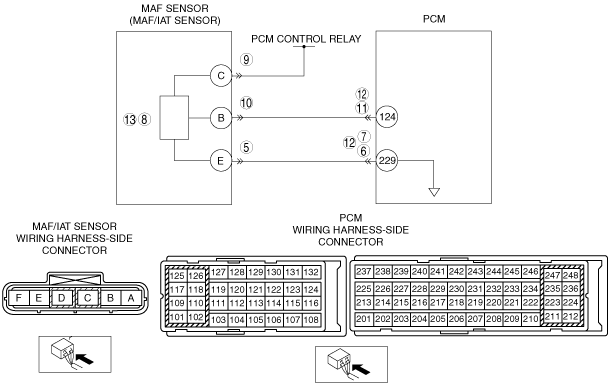 MAF SENSOR
(MAF/IAT SENSOR)
PCM
PCM CONTROL RELAY
C
9
B
10
12
11
124
13 8
E
5
12
7
6
229
MAF/IAT SENSOR
WIRING HARNESS-SIDE
CONNECTOR
F E D C B A
PCM
WIRING HARNESS-SIDE
CONNECTOR
125 126 127 128 129 130 131 132
117 118 119 120 121 122 123 124
109 110 111 112 113 114 115 116
101 102 103 104 105 106 107 108
237 238 239 240 241 242 243 244 245 246 247 248
225 226 227 228 229 230 231 232 233 234 235 236
213 214 215 216 217 218 219 220 221 222 223 224
201 202 203 204 205 206 207 208 209 210 211 212